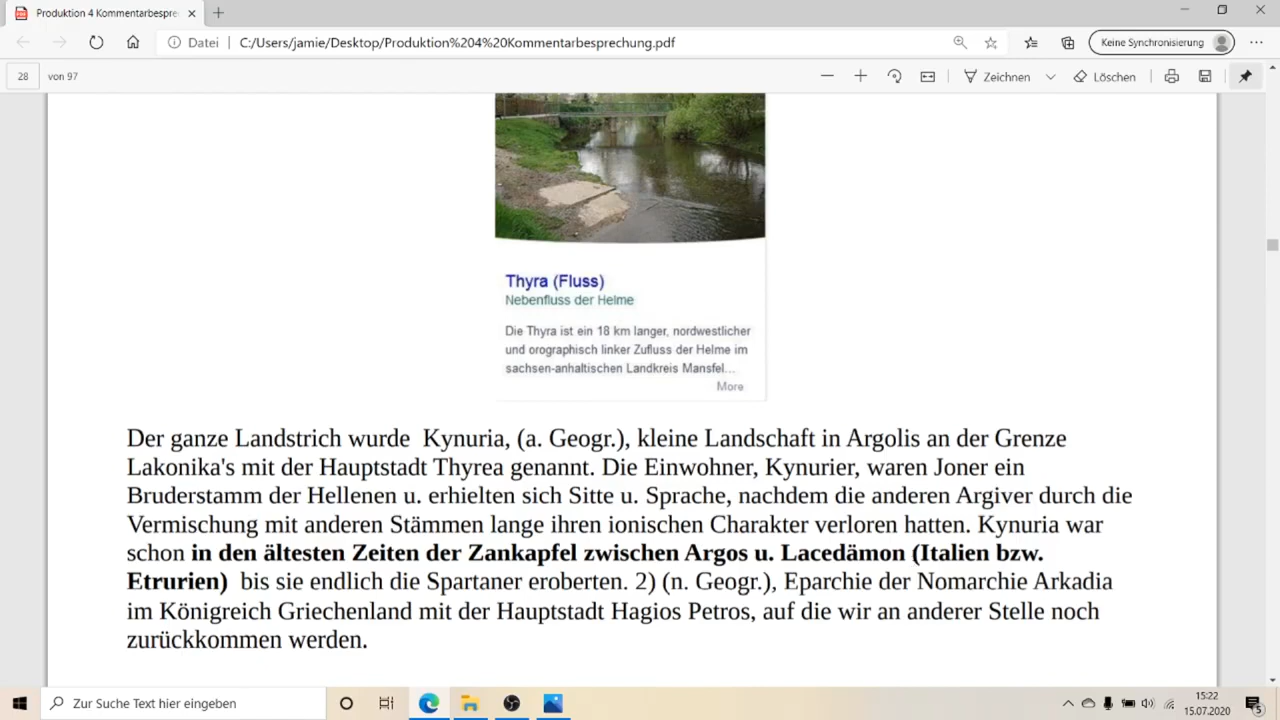 Produktion 4 Kommentarbespre
Datei
C:/Users/jamie/Desktop/Produktion%204%20Kommentarbesprechung.pdf
Keine Synchronisierung
28 von 97
Zeichnen
Löschen
Thyra (Fluss)
Nebenfluss der Helme
Die Thyra ist ein 18 km langer, nordwestlicher
und orographisch linker Zufluss der Helme im
sachsen-anhaltischen Landkreis Mansfel...
More
Der ganze Landstrich wurde Kynuria, (a. Geogr.), kleine Landschaft in Argolis an der Grenze
Lakonika's mit der Hauptstadt Thyrea genannt. Die Einwohner, Kynurier, waren Joner ein
Bruderstamm der Hellenen u. erhielten sich Sitte u. Sprache, nachdem die anderen Argiver durch die
Vermischung mit anderen Stämmen lange ihren ionischen Charakter verloren hatten. Kynuria war
schon in den ältesten Zeiten der Zankapfel zwischen Argos u. Lacedämon (Italien bzw.
Etrurien) bis sie endlich die Spartaner eroberten. 2) (n. Geogr.), Eparchie der Nomarchie Arkadia
im Königreich Griechenland mit der Hauptstadt Hagios Petros, auf die wir an anderer Stelle noch
zurückkommen werden.
Zur Suche Text hier eingeben
15:22
15.07.2020
5